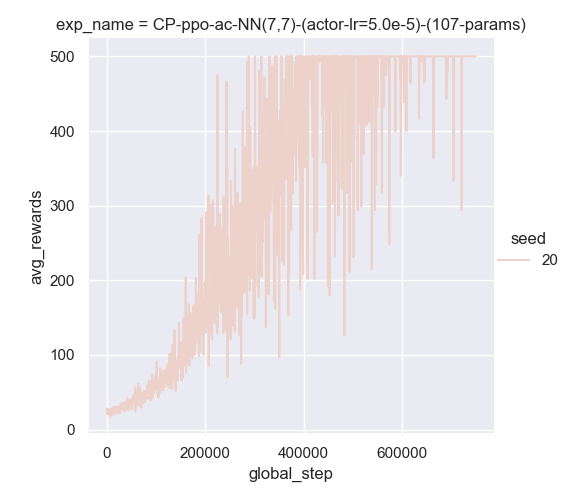 exp_name = CP-ppo-ac-NN(7,7)-(actor-lr=5.0e-5)-(107-params)
500
400
300
200
100
0
avg_rewards
0 200000 400000 600000
global_step
seed
20